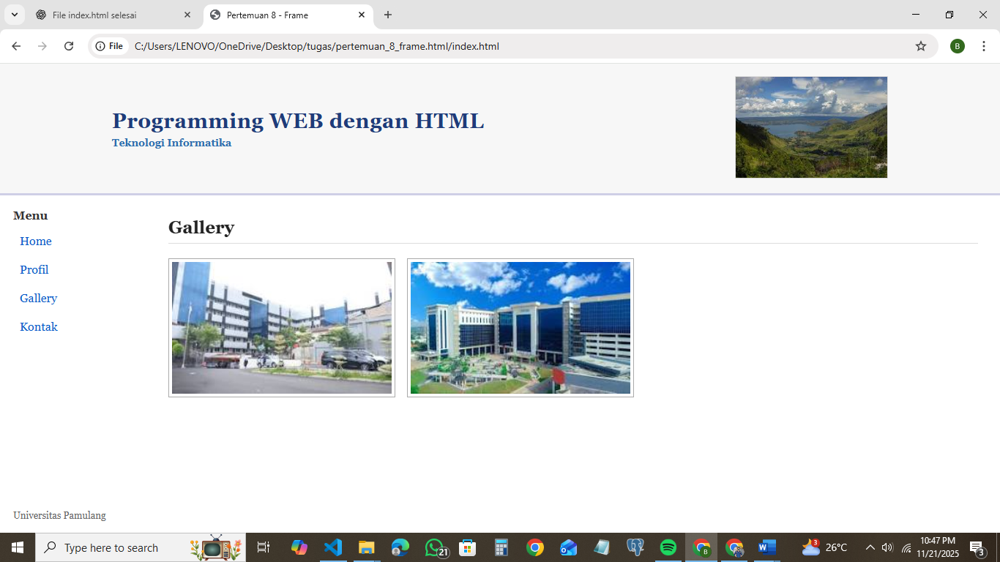 File index.html selesai
Pertemuan 8 - Frame
File
C:/Users/LENOVO/OneDrive/Desktop/tugas/pertemuan_8_frame.html/index.html
B
Programming WEB dengan HTML
Teknologi Informatika
Menu
Home
Profil
Gallery
Kontak
Gallery
Universitas Pamulang
Type here to search
21
B
3
26°C
10:47 PM
11/21/2025
3